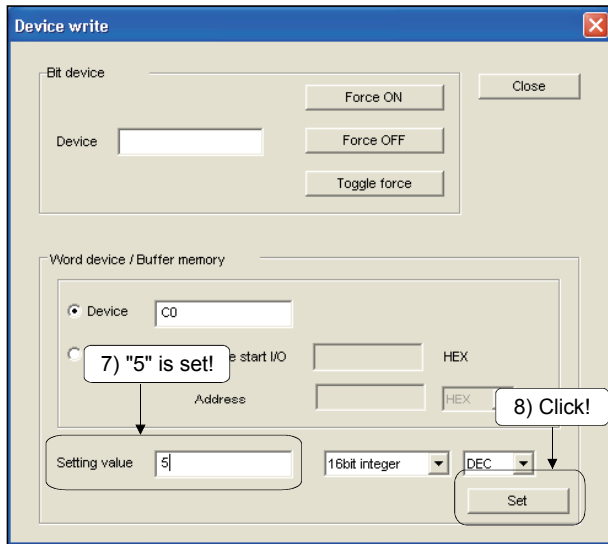 Device write
Bit device
Force ON
Close
Device
Force OFF
Toggle force
Word device / Buffer memory
Device C0
7) "5" is set!
e start I/O HEX
Address HEX
8) Click!
Setting value 5 16bit integer DEC
Set